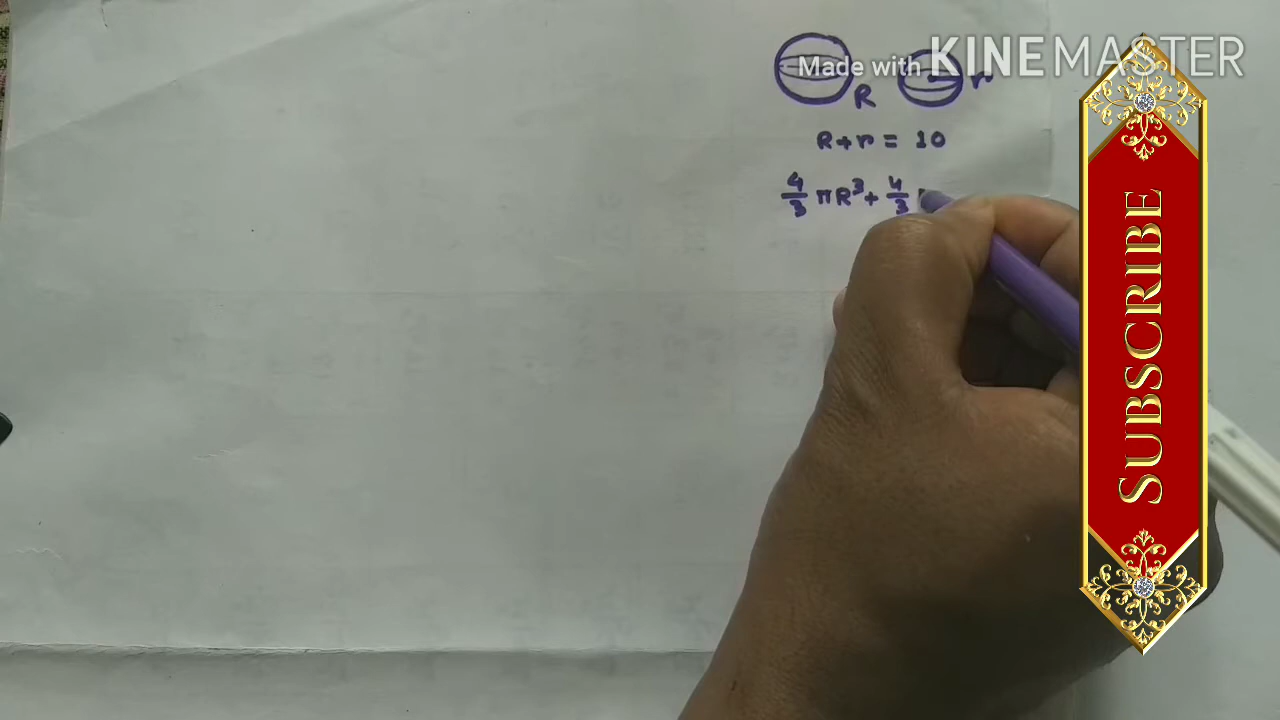 Made with KINEMASTER
R r
R+r = 10
4/3 πR³ + 4/3
SUBSCRIBE